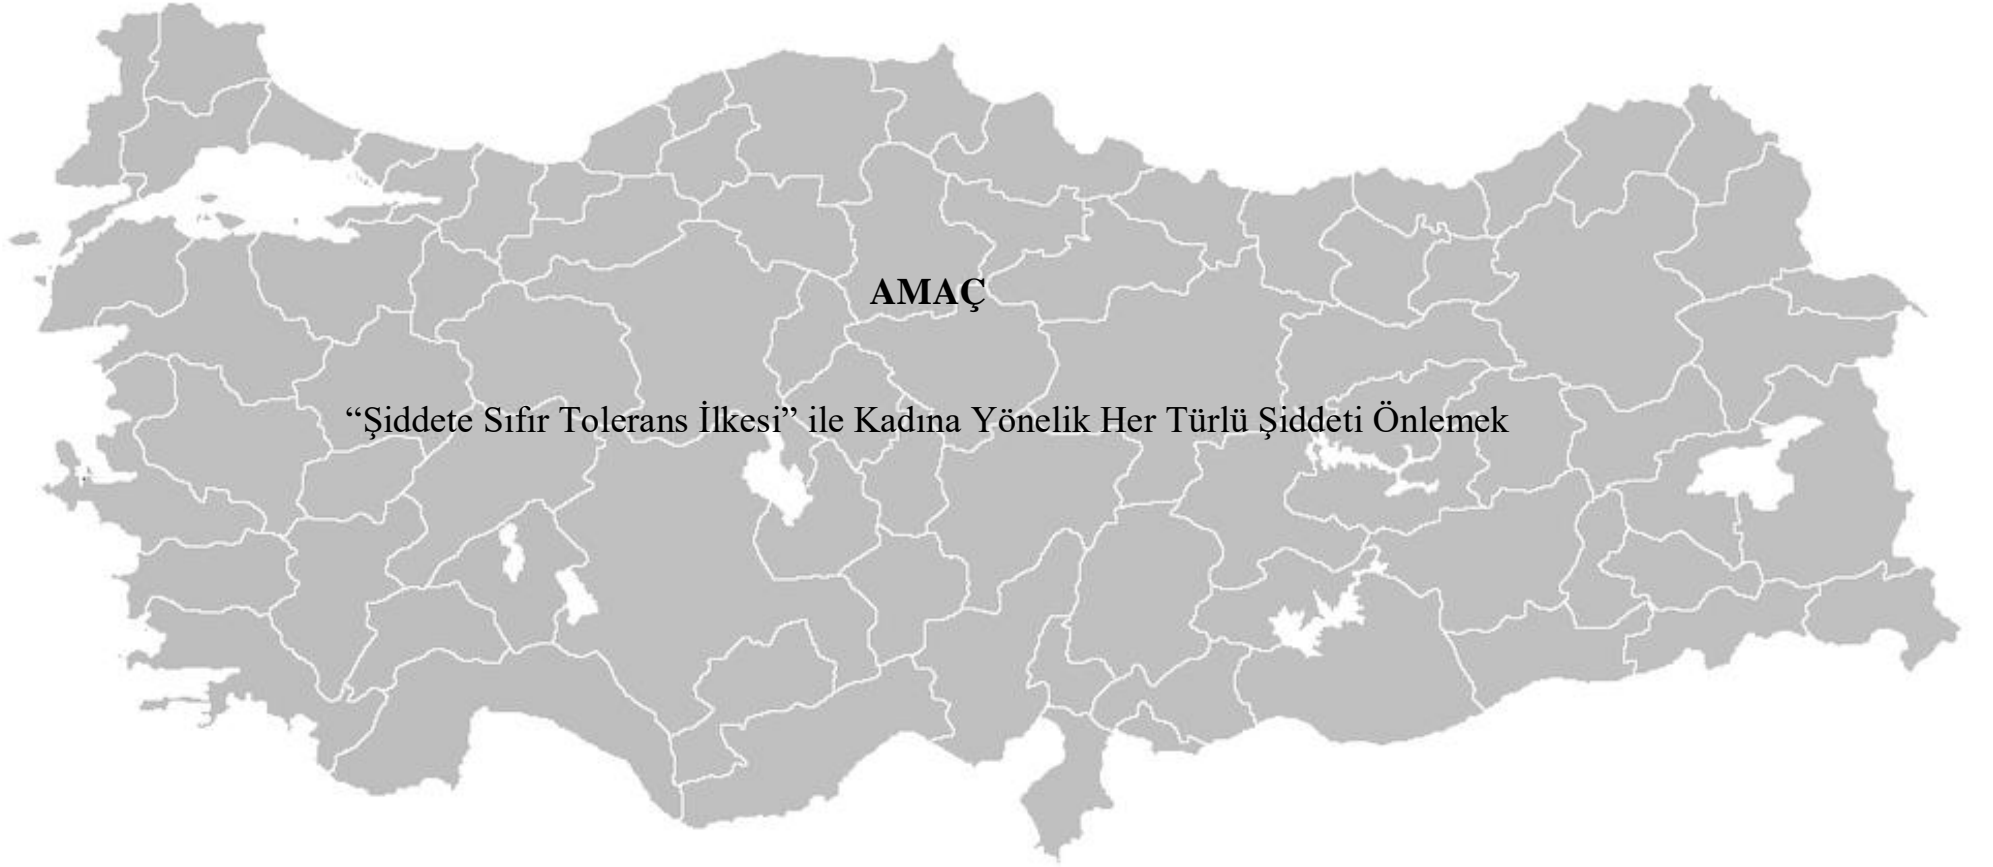 AMAÇ
“Şiddete Sıfır Tolerans İlkesi” ile Kadına Yönelik Her Türlü Şiddeti Önlemek